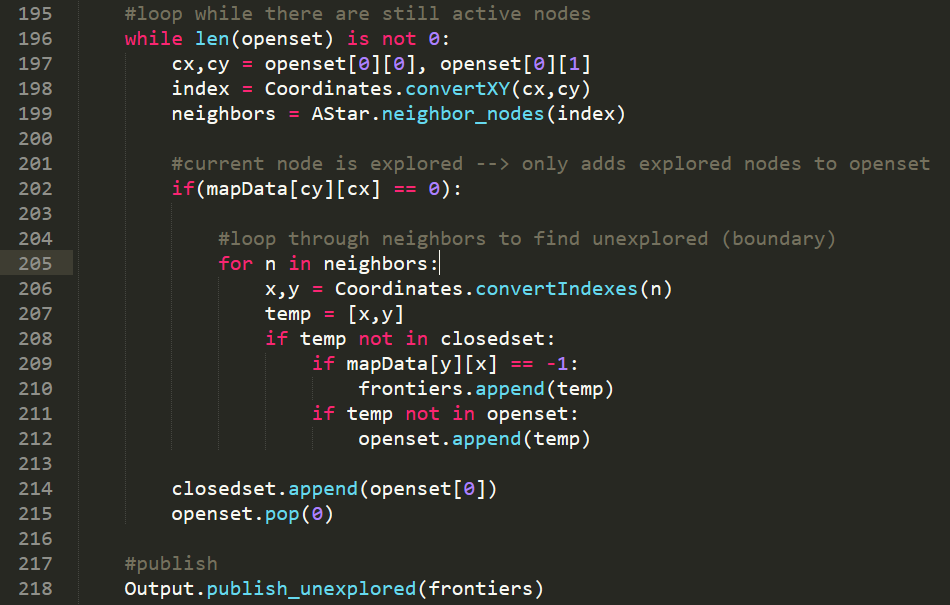 195 #loop while there are still active nodes
196 while len(openset) is not 0:
197 cx,cy = openset[0][0], openset[0][1]
198 index = Coordinates.convertXY(cx,cy)
199 neighbors = AStar.neighbor_nodes(index)
200
201 #current node is explored --> only adds explored nodes to openset
202 if(mapData[cy][cx] == 0):
203
204 #loop through neighbors to find unexplored (boundary)
205 for n in neighbors:
206 x,y = Coordinates.convertIndexes(n)
207 temp = [x,y]
208 if temp not in closedset:
209 if mapData[y][x] == -1:
210 frontiers.append(temp)
211 if temp not in openset:
212 openset.append(temp)
213
214 closedset.append(openset[0])
215 openset.pop(0)
216
217 #publish
218 Output.publish_unexplored(frontiers)